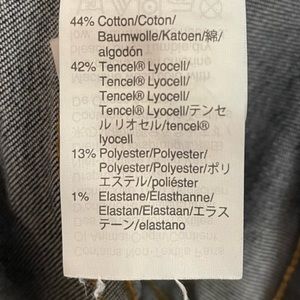 44% Cotton/Coton/
Baumwolle/Katoen/綿/
algodón
42% Tencel® Lyocell/
Tencel® Lyocell/
Tencel® Lyocell/
Tencel® Lyocell/テンセ
ル リオセル/tencel®
lyocell
13% Polyester/Polyester/
Polyester/Polyester/ポリ
エステル/poliéster
1% Elastane/Élasthanne/
Elastan/Elastaan/エラス
テーン/elastano